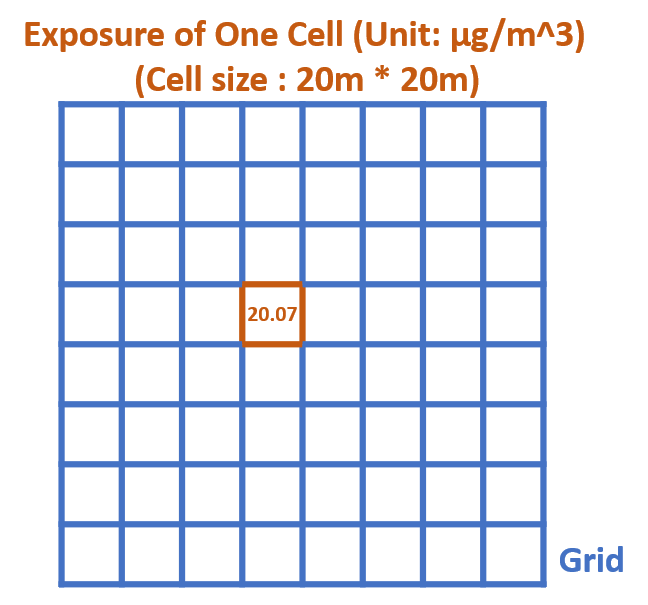 Exposure of One Cell (Unit: µg/m^3)
(Cell size : 20m * 20m)
20.07
Grid